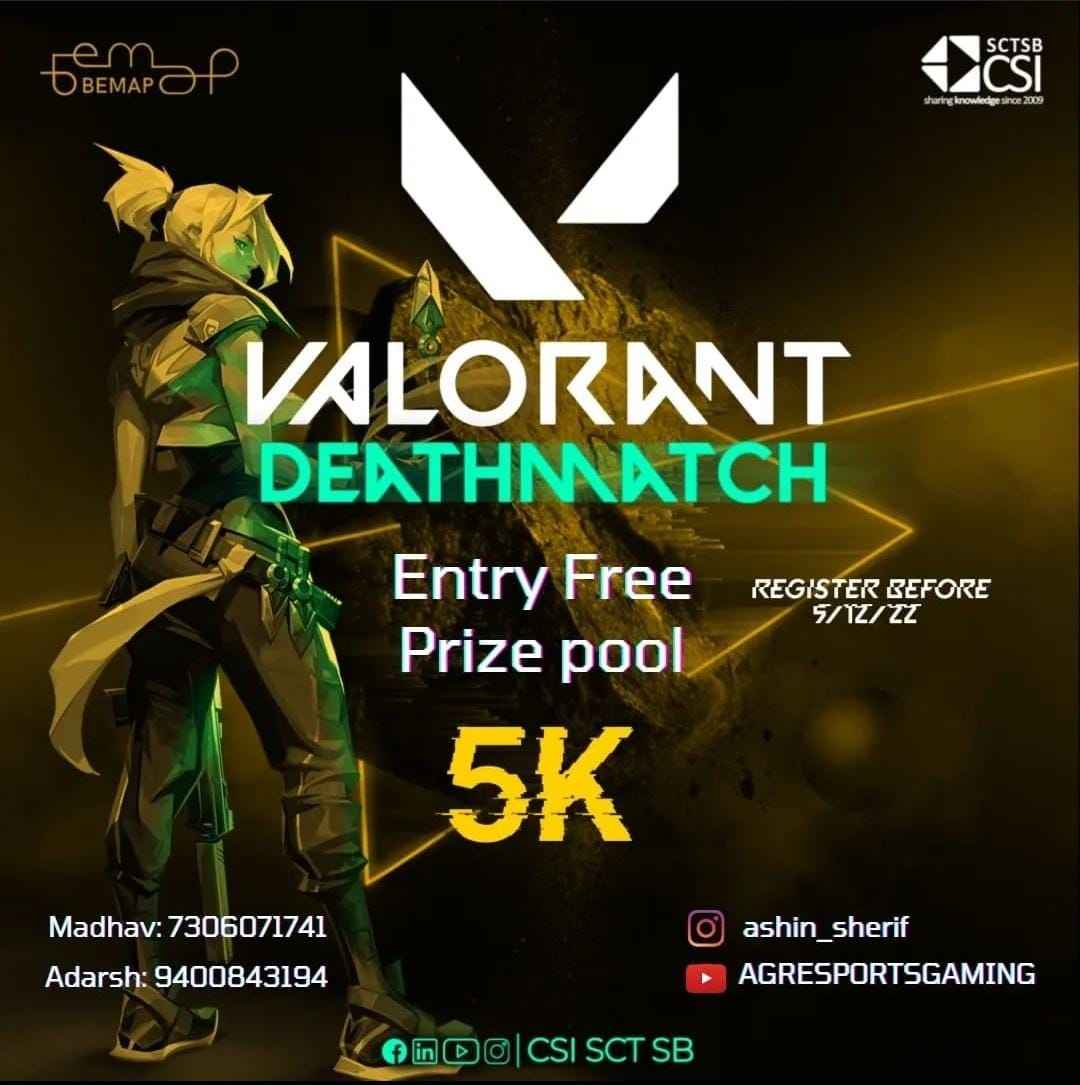 BEMAP
SCTSB
CSI
sharing knowledge since 2009
VALORANT
DEATHMATCH
Entry Free
Prize pool
REGISTER BEFORE
5/12/22
5K
Madhav: 7306071741
Adarsh: 9400843194
ashin_sherif
AGRESPORTSGAMING
CSI SCT SB